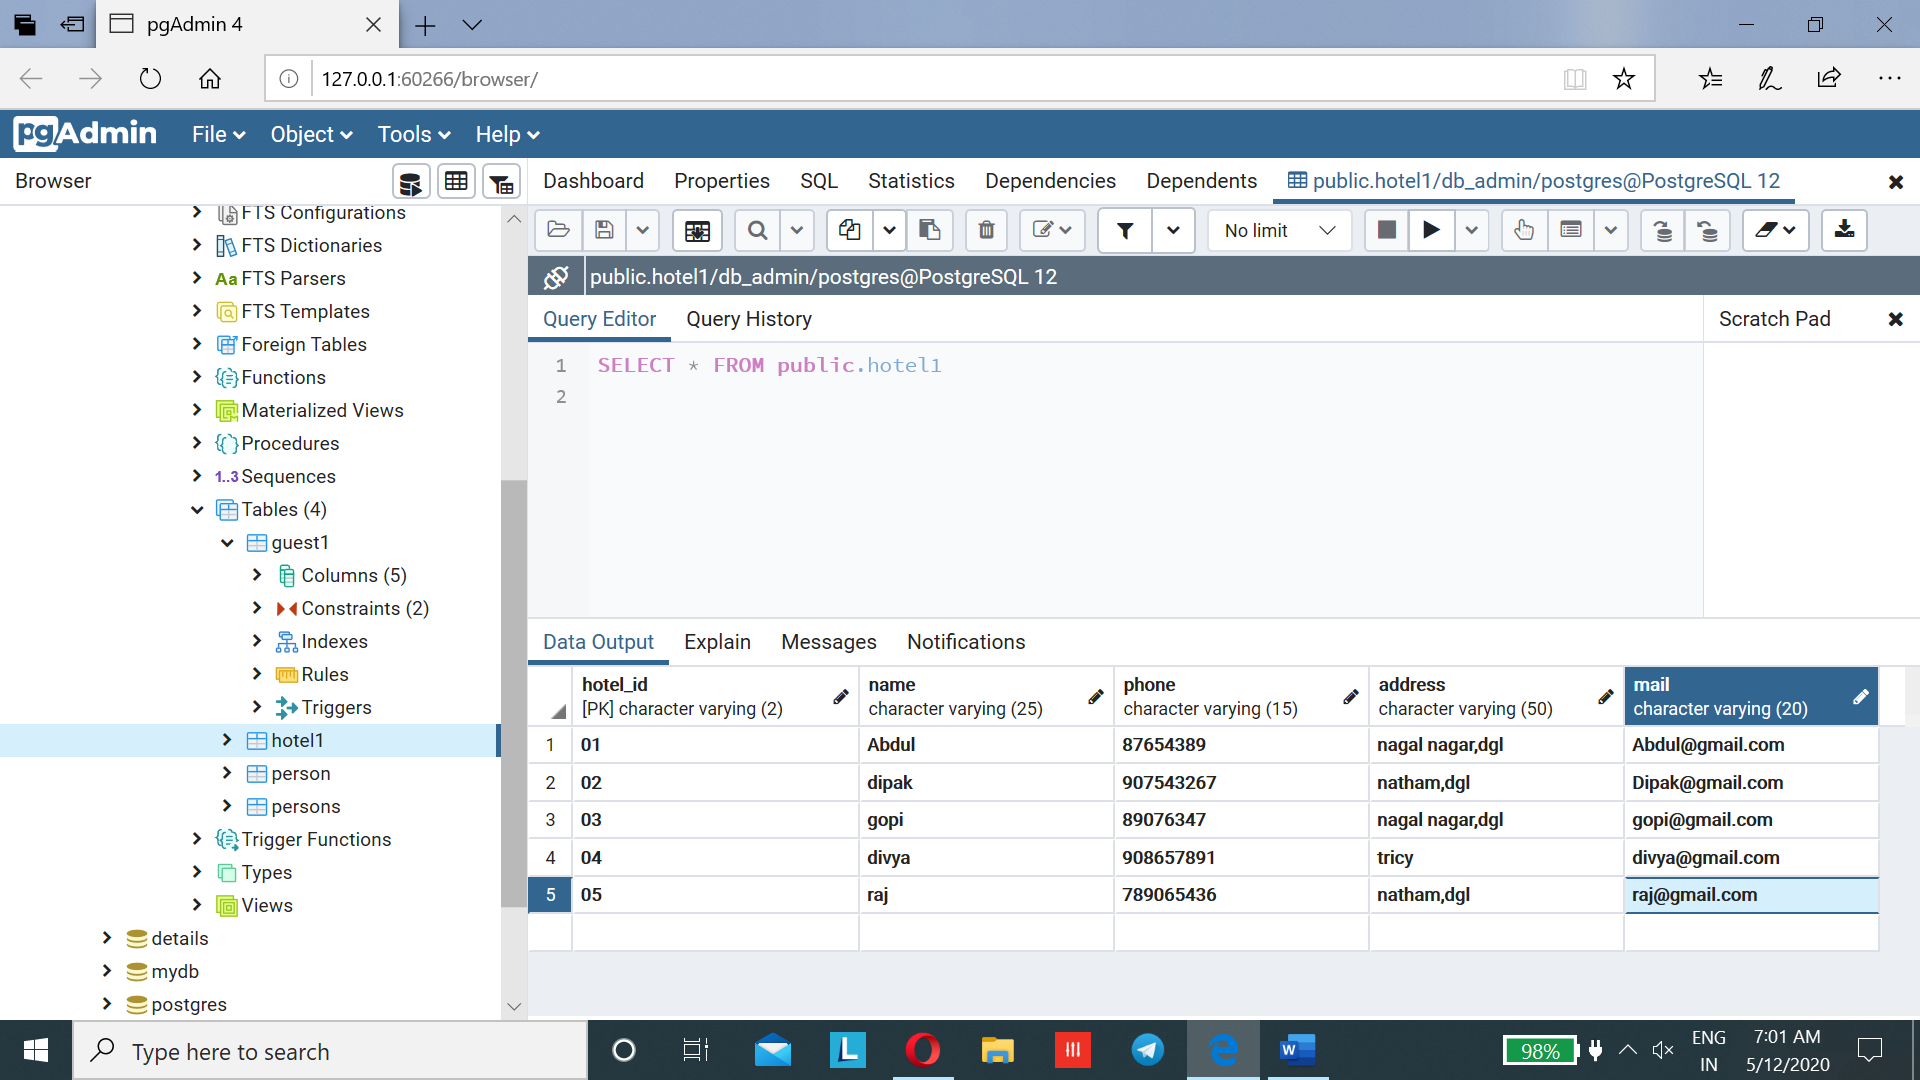 pgAdmin 4
127.0.0.1:60266/browser/
pgAdmin File Object Tools Help
Browser
Dashboard Properties SQL Statistics Dependencies Dependents public.hotel1/db_admin/postgres@PostgreSQL 12
No limit
public.hotel1/db_admin/postgres@PostgreSQL 12
Query Editor Query History
Scratch Pad
1 SELECT * FROM public.hotel1
2
FTS Configurations
FTS Dictionaries
Aa FTS Parsers
FTS Templates
Foreign Tables
Functions
Materialized Views
Procedures
1..3 Sequences
Tables (4)
guest1
Columns (5)
Constraints (2)
Indexes
Rules
Triggers
hotel1
person
persons
Trigger Functions
Types
Views
details
mydb
postgres
Data Output Explain Messages Notifications
hotel_id name phone address mail
[PK] character varying (2) character varying (25) character varying (15) character varying (50) character varying (20)
1 01 Abdul 87654389 nagal nagar,dgl Abdul@gmail.com
2 02 dipak 907543267 natham,dgl Dipak@gmail.com
3 03 gopi 89076347 nagal nagar,dgl gopi@gmail.com
4 04 divya 908657891 tricy divya@gmail.com
5 05 raj 789065436 natham,dgl raj@gmail.com
Type here to search
L
W
98%
ENG
IN
7:01 AM
5/12/2020